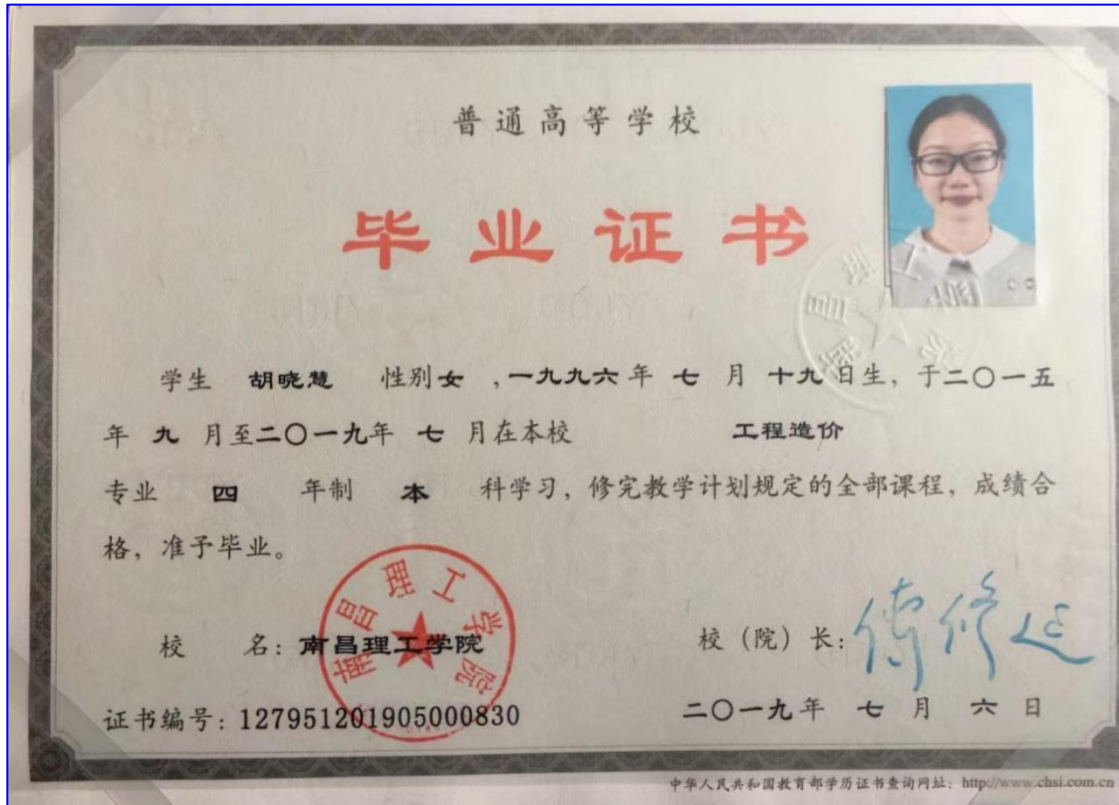 普通高等学校
毕业证书
学生 胡晓慧 性别女 ,一九九六年 七 月 十九日生，于二〇一五
年 九 月至二〇一九年 七 月在本校 工程造价
专业 四 年制 本 科学习，修完教学计划规定的全部课程，成绩合
格，准予毕业。
南昌理工学院
校 名：南昌理工学院
校（院）长：
证书编号：127951201905000830
二〇一九年 七 月 六 日
中华人民共和国教育部学历证书查询网址：http://www.chsi.com.cn